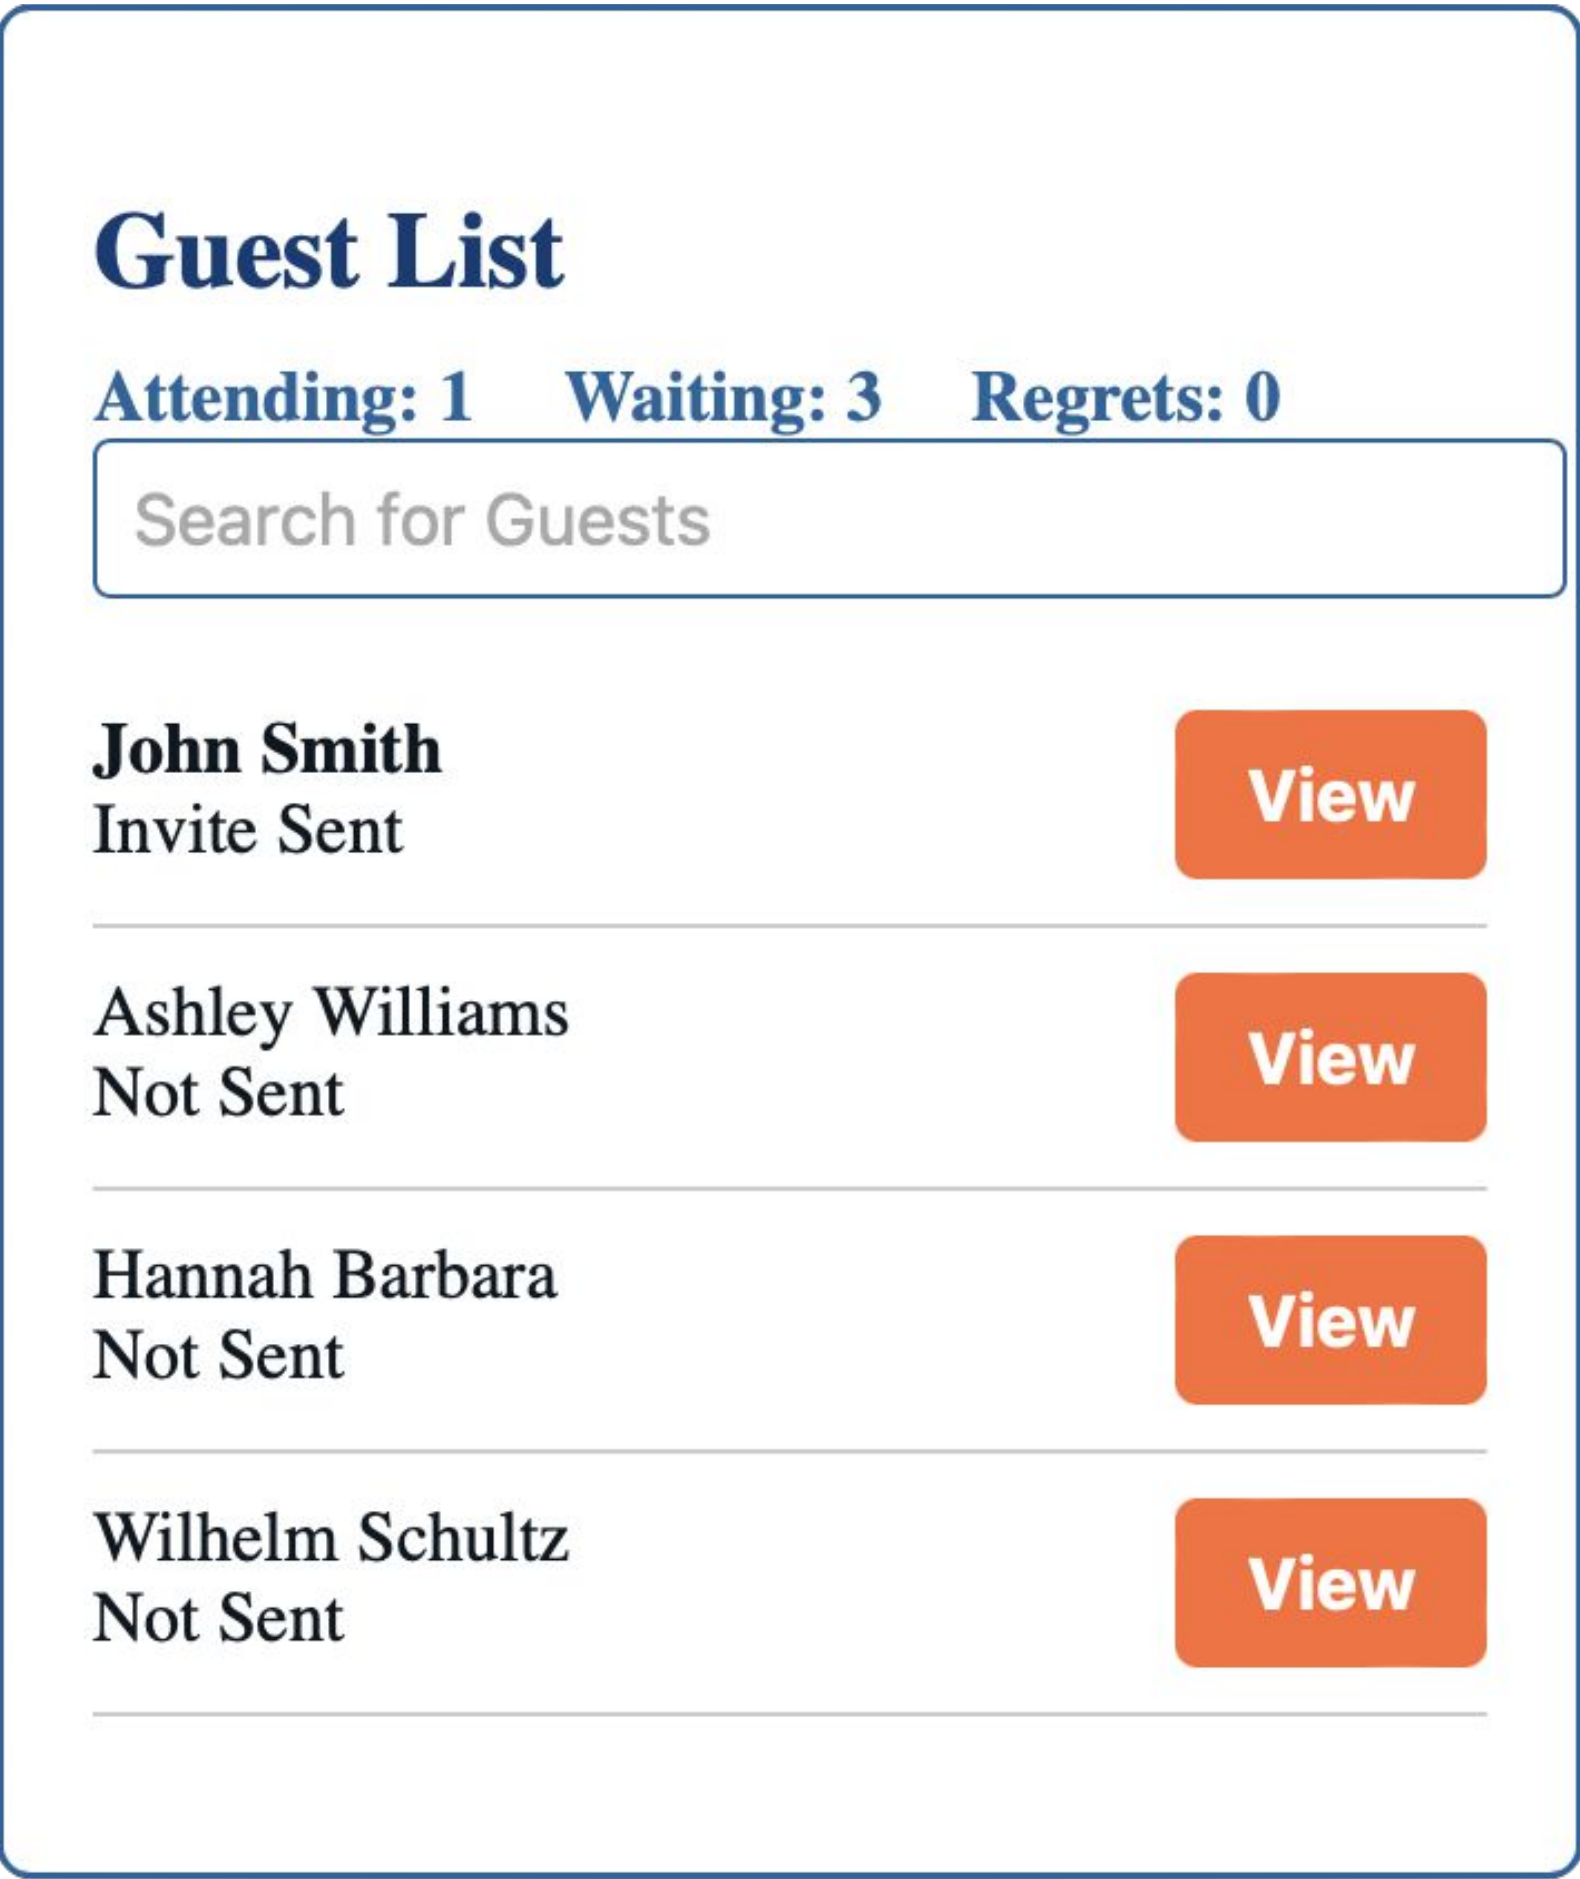 Guest List
Attending: 1 Waiting: 3 Regrets: 0
Search for Guests
John Smith
Invite Sent
View
Ashley Williams
Not Sent
View
Hannah Barbara
Not Sent
View
Wilhelm Schultz
Not Sent
View